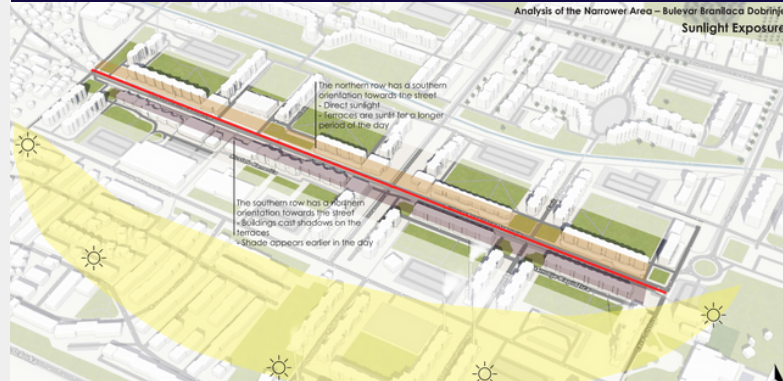 Analysis of the Narrower Area – Bulevar Branilaca Dobrinje
Sunlight Exposure
The northern row has a southern
orientation towards the street
- Direct sunlight
- Terraces are sunlit for a longer
period of the day
The southern row has a northern
orientation towards the street
- Buildings cast shadows on the
terraces
- Shade appears earlier in the day